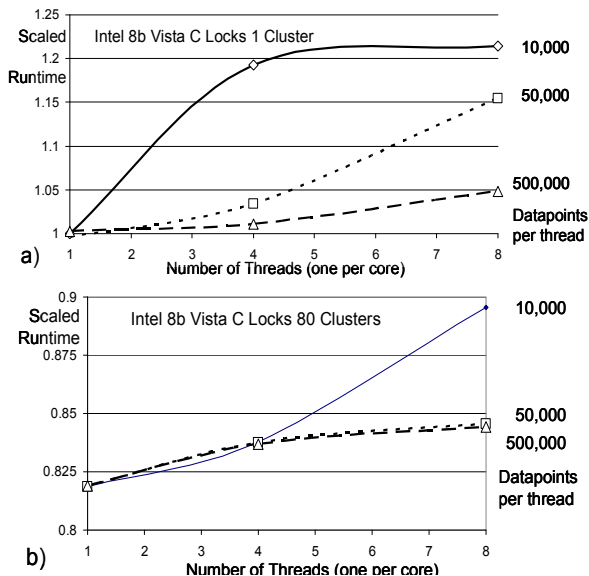 1.25
Scaled
Intel 8b Vista C Locks 1 Cluster
10,000
1.2
Runtime
50,000
1.15
1.1
500,000
1.05
Datapoints
per thread
1
1 2 3 4 5 6 7 8
a)
Number of Threads (one per core)
0.9
Scaled
Intel 8b Vista C Locks 80 Clusters
10,000
Runtime
0.875
0.85
50,000
500,000
0.825
Datapoints
per thread
0.8
1 2 3 4 5 6 7 8
b)
Number of Threads (one per core)